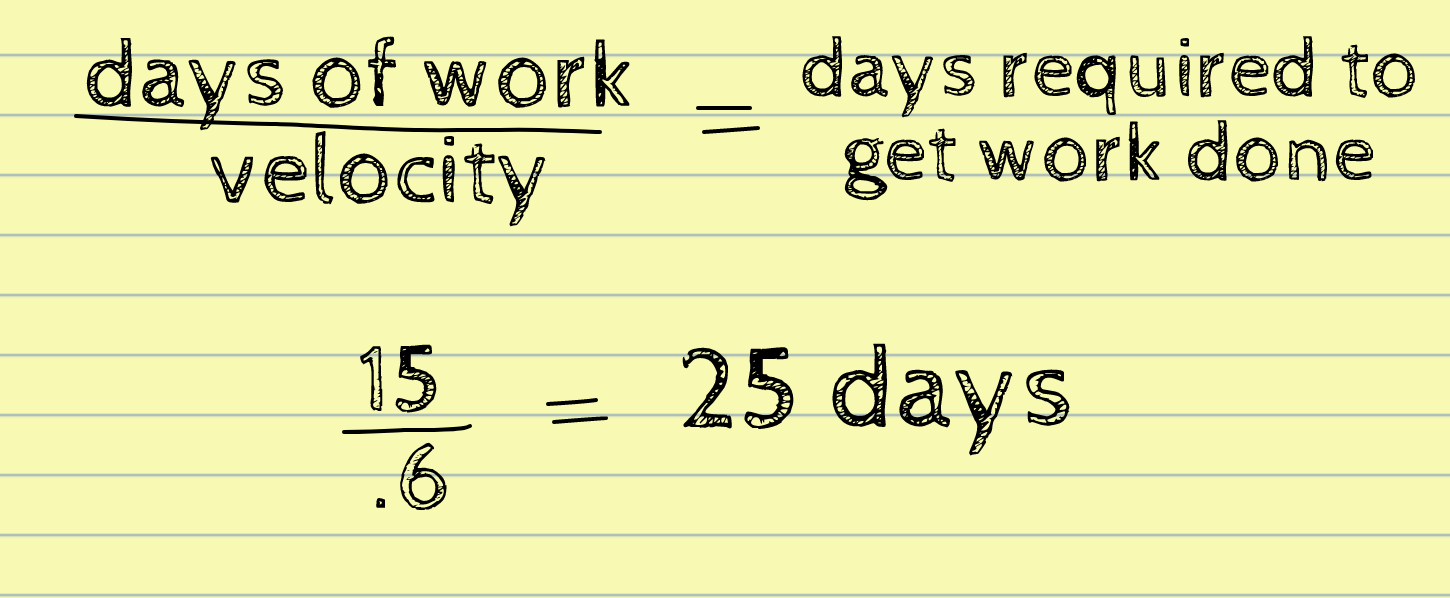 days of work = days required to
velocity get work done
15 = 25 days
.6